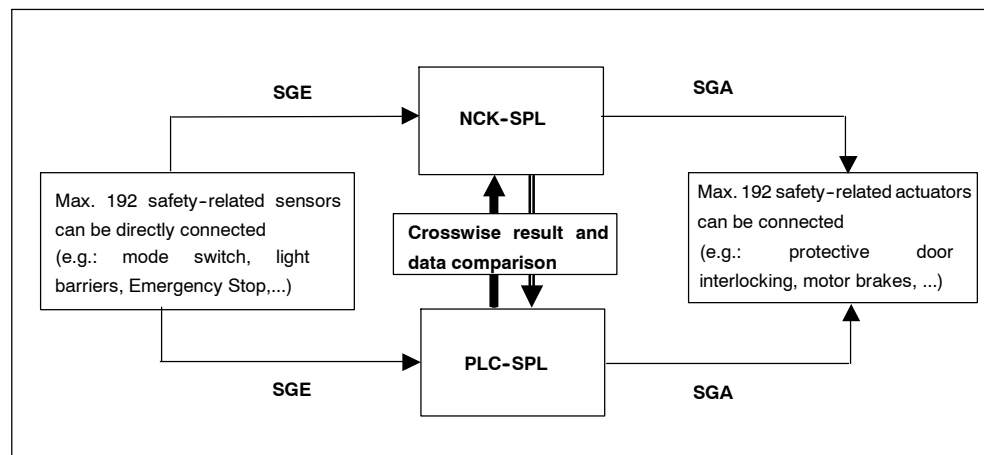 SGE
SGA
NCK-SPL
Max. 192 safety-related sensors
can be directly connected
(e.g.: mode switch, light
barriers, Emergency Stop,...)
Crosswise result and
data comparison
Max. 192 safety-related actuators
can be connected
(e.g.: protective door
interlocking, motor brakes, ...)
PLC-SPL
SGE
SGA